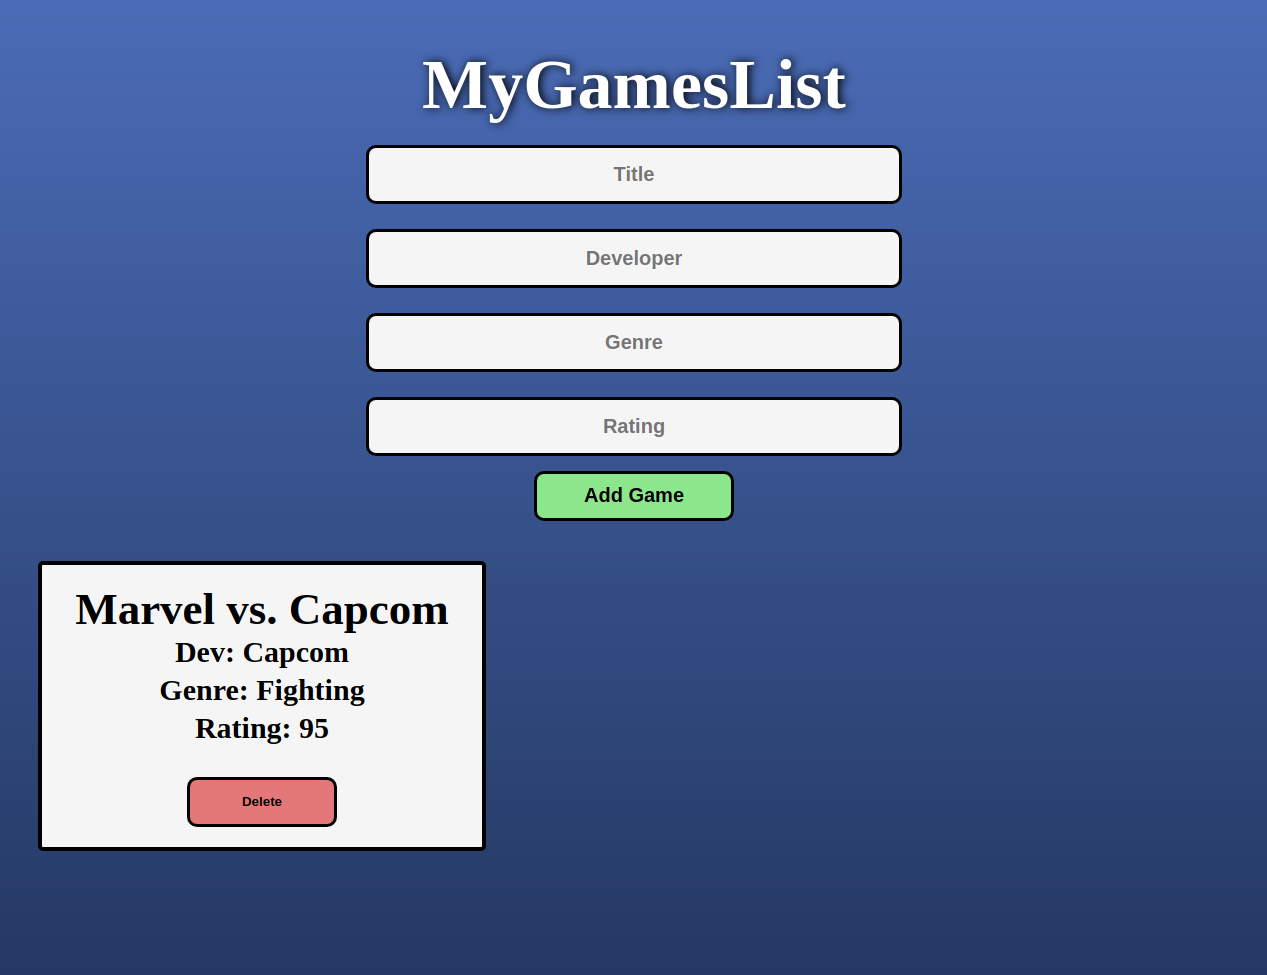 MyGamesList
Title
Developer
Genre
Rating
Add Game
Marvel vs. Capcom
Dev: Capcom
Genre: Fighting
Rating: 95
Delete